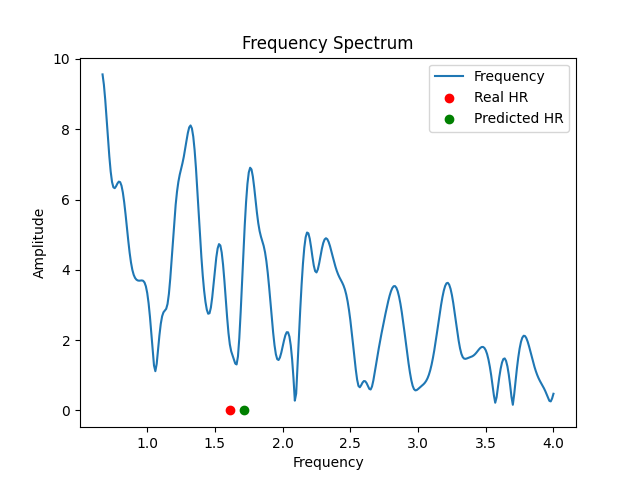 Frequency Spectrum
Frequency
Real HR
Predicted HR
Amplitude
10
8
6
4
2
0
1.0 1.5 2.0 2.5 3.0 3.5 4.0
Frequency